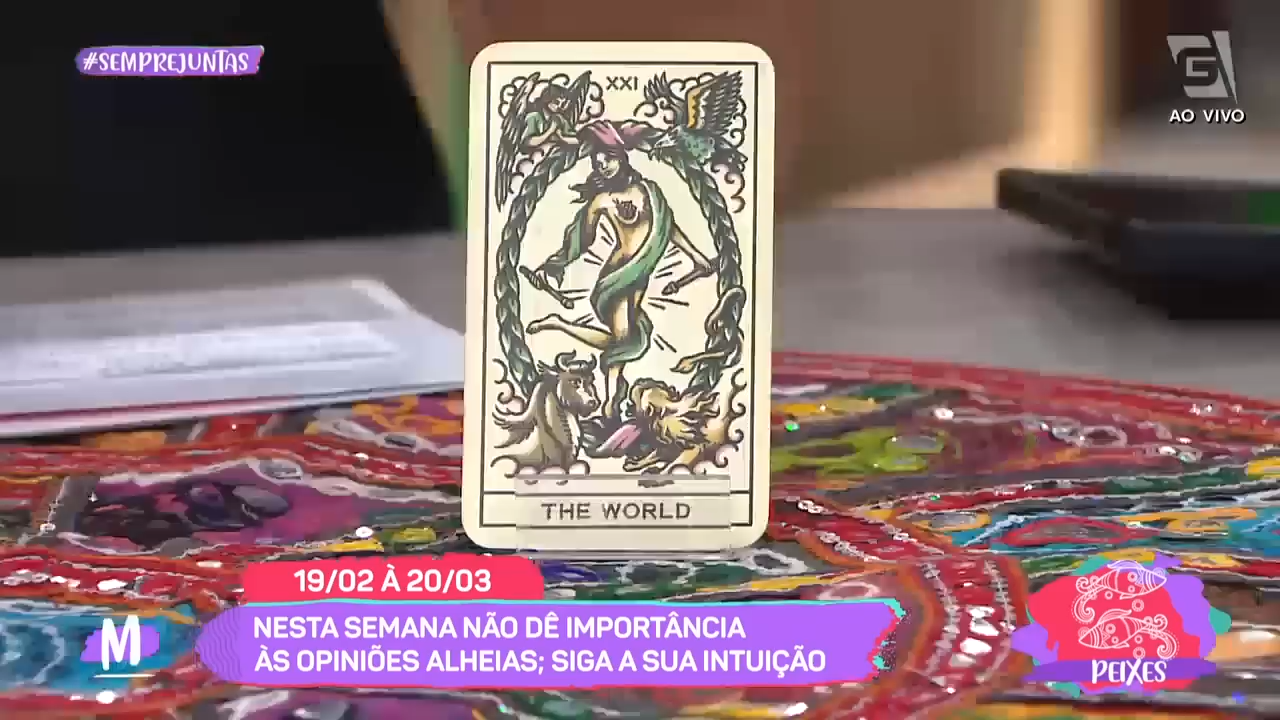 #SEMPREJUNTAS
AO VIVO
XXI
THE WORLD
19/02 À 20/03
NESTA SEMANA NÃO DÊ IMPORTÂNCIA
ÀS OPINIÕES ALHEIAS; SIGA A SUA INTUIÇÃO
M
PEIXES